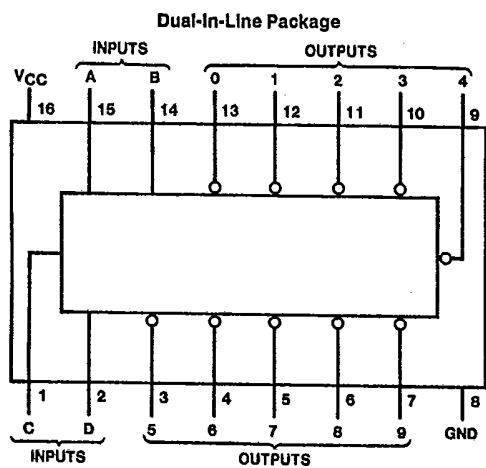 Dual-In-Line Package
INPUTS OUTPUTS
VCC A B 0 1 2 3 4
16 15 14 13 12 11 10 9
1 2 3 4 5 6 7 8
C D 5 6 7 8 9 GND
INPUTS OUTPUTS